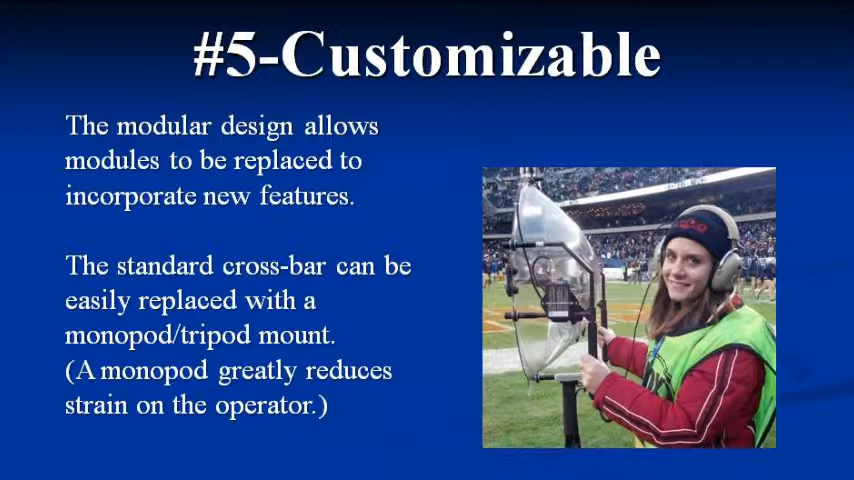 #5-Customizable
The modular design allows
modules to be replaced to
incorporate new features.
The standard cross-bar can be
easily replaced with a
monopod/tripod mount.
(A monopod greatly reduces
strain on the operator.)